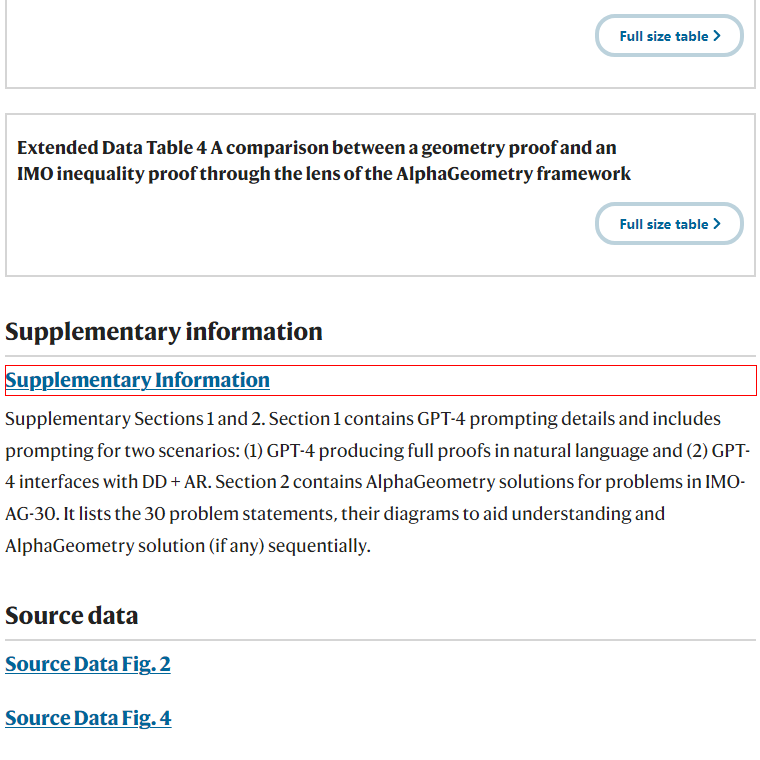 Full size table
Extended Data Table 4 A comparison between a geometry proof and an
IMO inequality proof through the lens of the AlphaGeometry framework
Full size table
Supplementary information
Supplementary Information
Supplementary Sections 1 and 2. Section 1 contains GPT-4 prompting details and includes
prompting for two scenarios: (1) GPT-4 producing full proofs in natural language and (2) GPT-
4 interfaces with DD + AR. Section 2 contains AlphaGeometry solutions for problems in IMO-
AG-30. It lists the 30 problem statements, their diagrams to aid understanding and
AlphaGeometry solution (if any) sequentially.
Source data
Source Data Fig. 2
Source Data Fig. 4